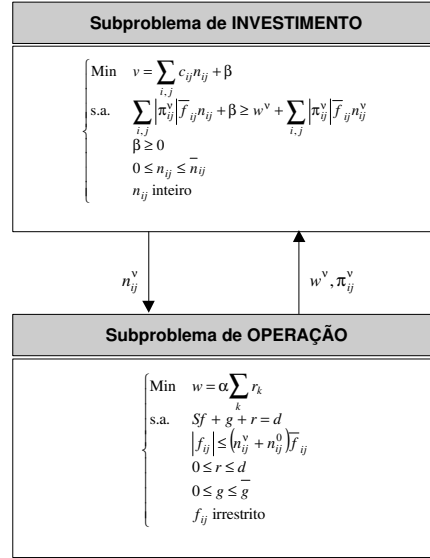 Subproblema de INVESTIMENTO
Min v = ∑_{i,j} c_{ij} n_{ij} + β
s.a. ∑_{i,j} |π_{ij}^ν| f̅_{ij} n_{ij} + β ≥ w^ν + ∑_{i,j} |π_{ij}^ν| f̅_{ij} n_{ij}^ν
β ≥ 0
0 ≤ n_{ij} ≤ n̅_{ij}
n_{ij} inteiro
n_{ij}^ν w^ν, π_{ij}^ν
Subproblema de OPERAÇÃO
Min w = α ∑_k r_k
s.a. Sf + g + r = d
|f_{ij}| ≤ (n_{ij}^ν + n_{ij}^0) f̅_{ij}
0 ≤ r ≤ d
0 ≤ g ≤ g̅
f_{ij} irrestrito